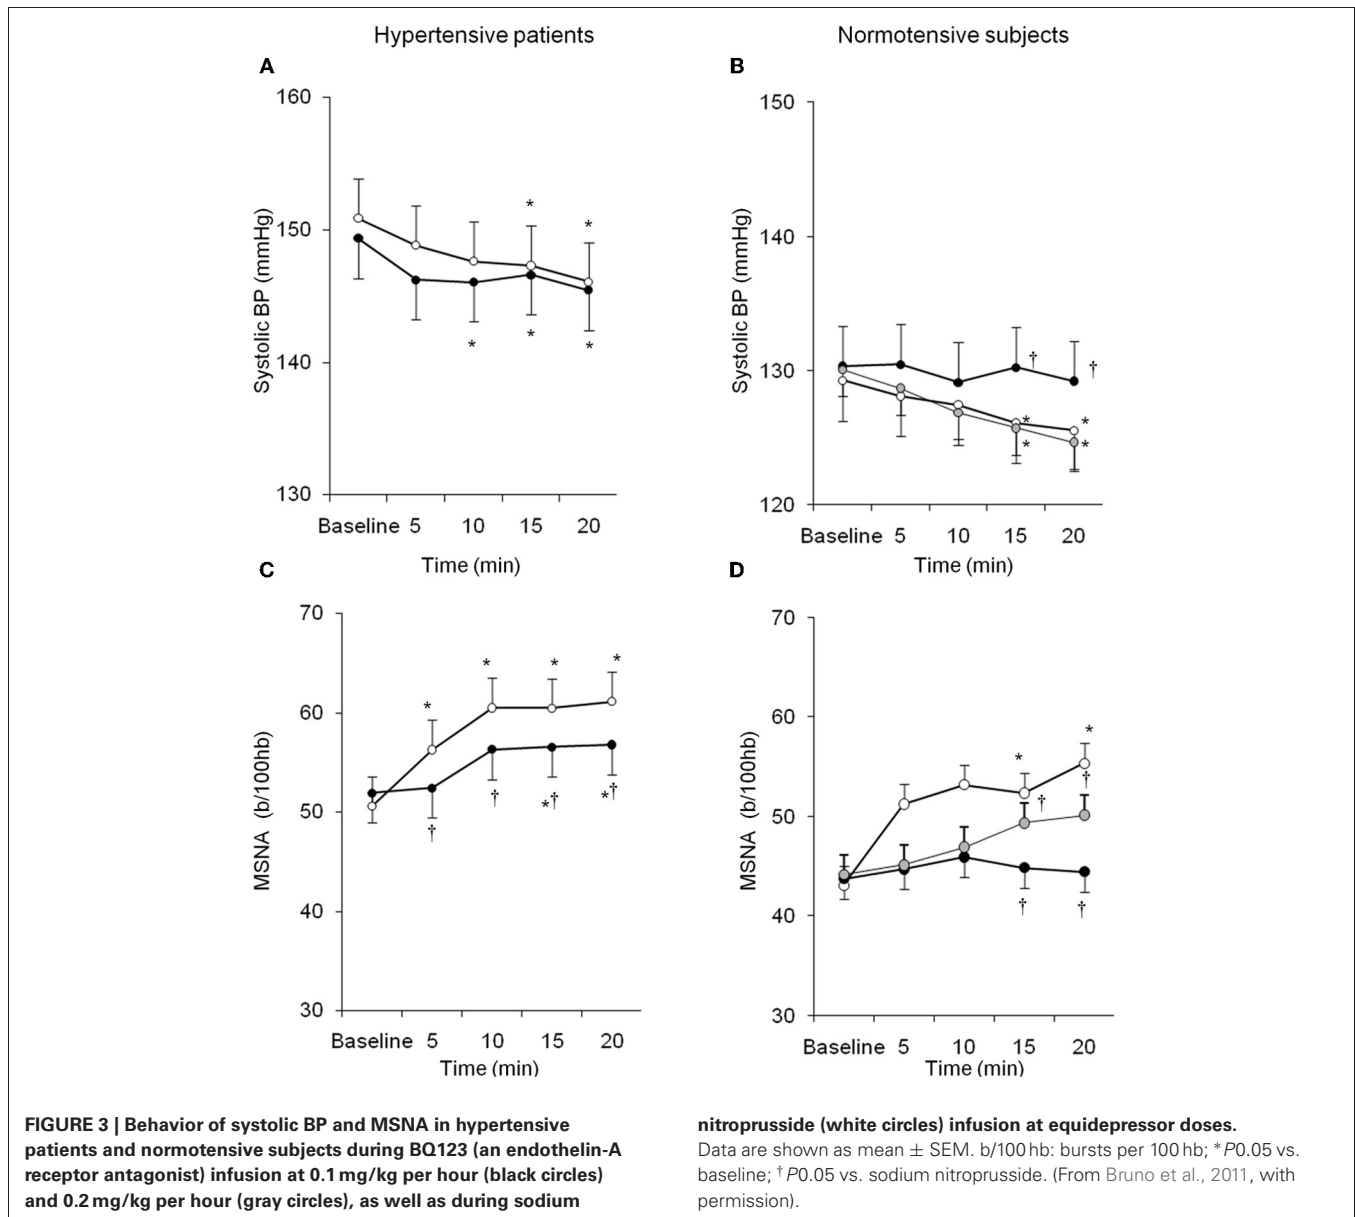 Hypertensive patients
Normotensive subjects
A
160
150
140
130
Systolic BP (mmHg)
*
*
*
*
*
Baseline 5 10 15 20
Time (min)
B
150
140
130
120
Systolic BP (mmHg)
†
†
*
*
*
*
Baseline 5 10 15 20
Time (min)
C
70
60
50
40
30
MSNA (b/100hb)
*
*
*
*
†
†
*†
*†
Baseline 5 10 15 20
Time (min)
D
70
60
50
40
30
MSNA (b/100hb)
*
*
†
†
†
†
Baseline 5 10 15 20
Time (min)
FIGURE 3 | Behavior of systolic BP and MSNA in hypertensive
patients and normotensive subjects during BQ123 (an endothelin-A
receptor antagonist) infusion at 0.1 mg/kg per hour (black circles)
and 0.2 mg/kg per hour (gray circles), as well as during sodium
nitroprusside (white circles) infusion at equidepressor doses.
Data are shown as mean ± SEM. b/100 hb: bursts per 100 hb; *P0.05 vs.
baseline; †P0.05 vs. sodium nitroprusside. (From Bruno et al., 2011, with
permission).